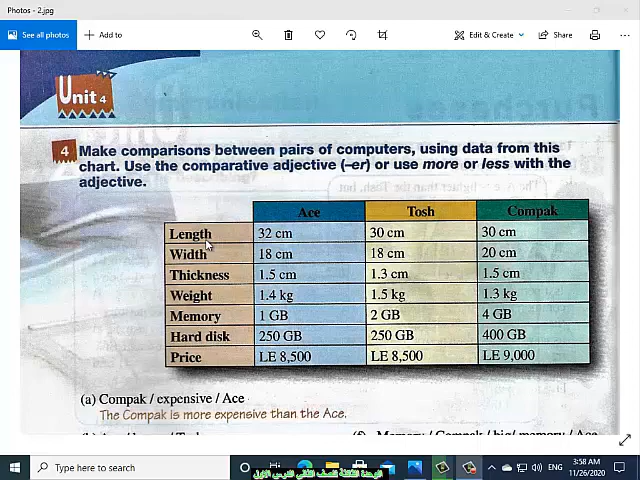 Photos - 2.jpg
See all photos
Add to
Edit & Create
Share
Unit 4
4 Make comparisons between pairs of computers, using data from this
chart. Use the comparative adjective (–er) or use more or less with the
adjective.
Ace Tosh Compak
Length 32 cm 30 cm 30 cm
Width 18 cm 18 cm 20 cm
Thickness 1.5 cm 1.3 cm 1.5 cm
Weight 1.4 kg 1.5 kg 1.3 kg
Memory 1 GB 2 GB 4 GB
Hard disk 250 GB 250 GB 400 GB
Price LE 8,500 LE 8,500 LE 9,000
(a) Compak / expensive / Ace
The Compak is more expensive than the Ace.
Type here to search
ENG
3:58 AM
11/26/2020